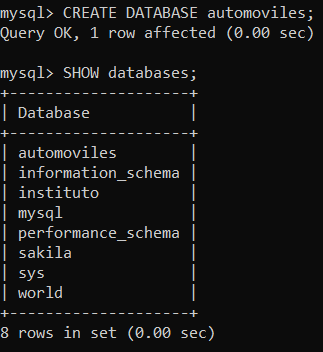 mysql> CREATE DATABASE automoviles;
Query OK, 1 row affected (0.00 sec)

mysql> SHOW databases;
+--------------------+
| Database           |
+--------------------+
| automoviles        |
| information_schema |
| instituto          |
| mysql              |
| performance_schema |
| sakila             |
| sys                |
| world              |
+--------------------+
8 rows in set (0.00 sec)